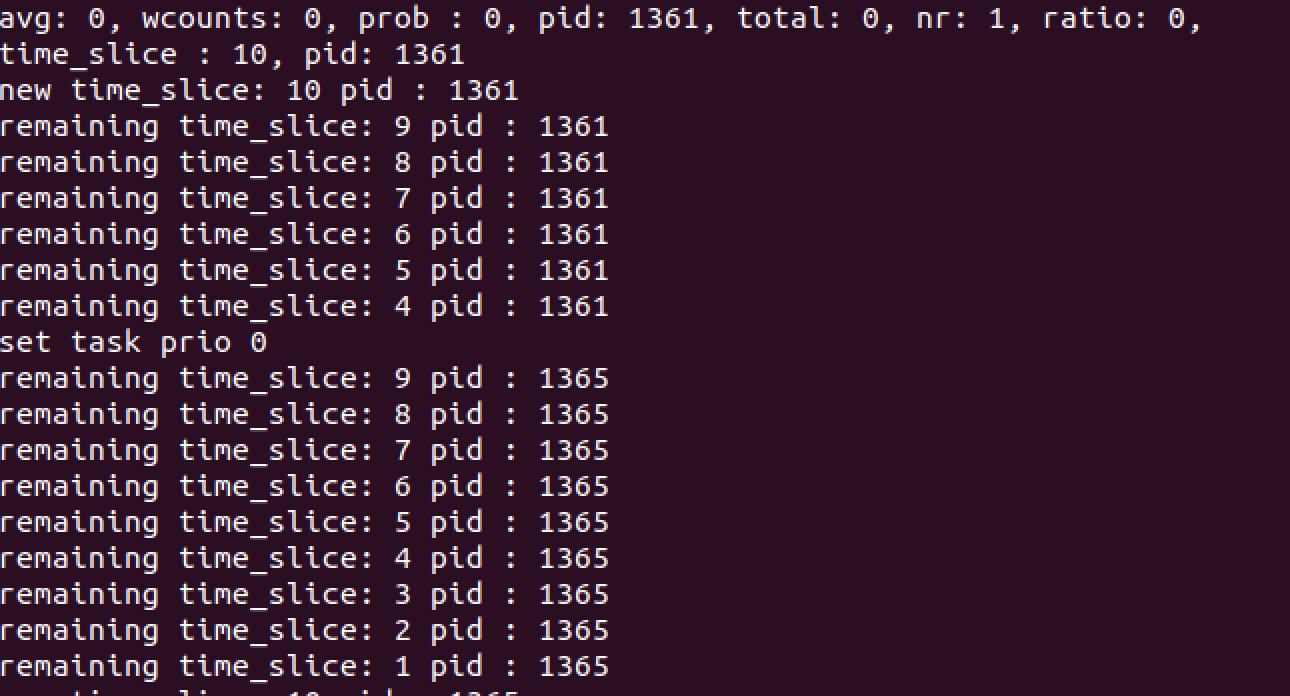 avg: 0, wcounts: 0, prob : 0, pid: 1361, total: 0, nr: 1, ratio: 0,
time_slice : 10, pid: 1361
new time_slice: 10 pid : 1361
remaining time_slice: 9 pid : 1361
remaining time_slice: 8 pid : 1361
remaining time_slice: 7 pid : 1361
remaining time_slice: 6 pid : 1361
remaining time_slice: 5 pid : 1361
remaining time_slice: 4 pid : 1361
set task prio 0
remaining time_slice: 9 pid : 1365
remaining time_slice: 8 pid : 1365
remaining time_slice: 7 pid : 1365
remaining time_slice: 6 pid : 1365
remaining time_slice: 5 pid : 1365
remaining time_slice: 4 pid : 1365
remaining time_slice: 3 pid : 1365
remaining time_slice: 2 pid : 1365
remaining time_slice: 1 pid : 1365
time_slice: 10 pid : 1365